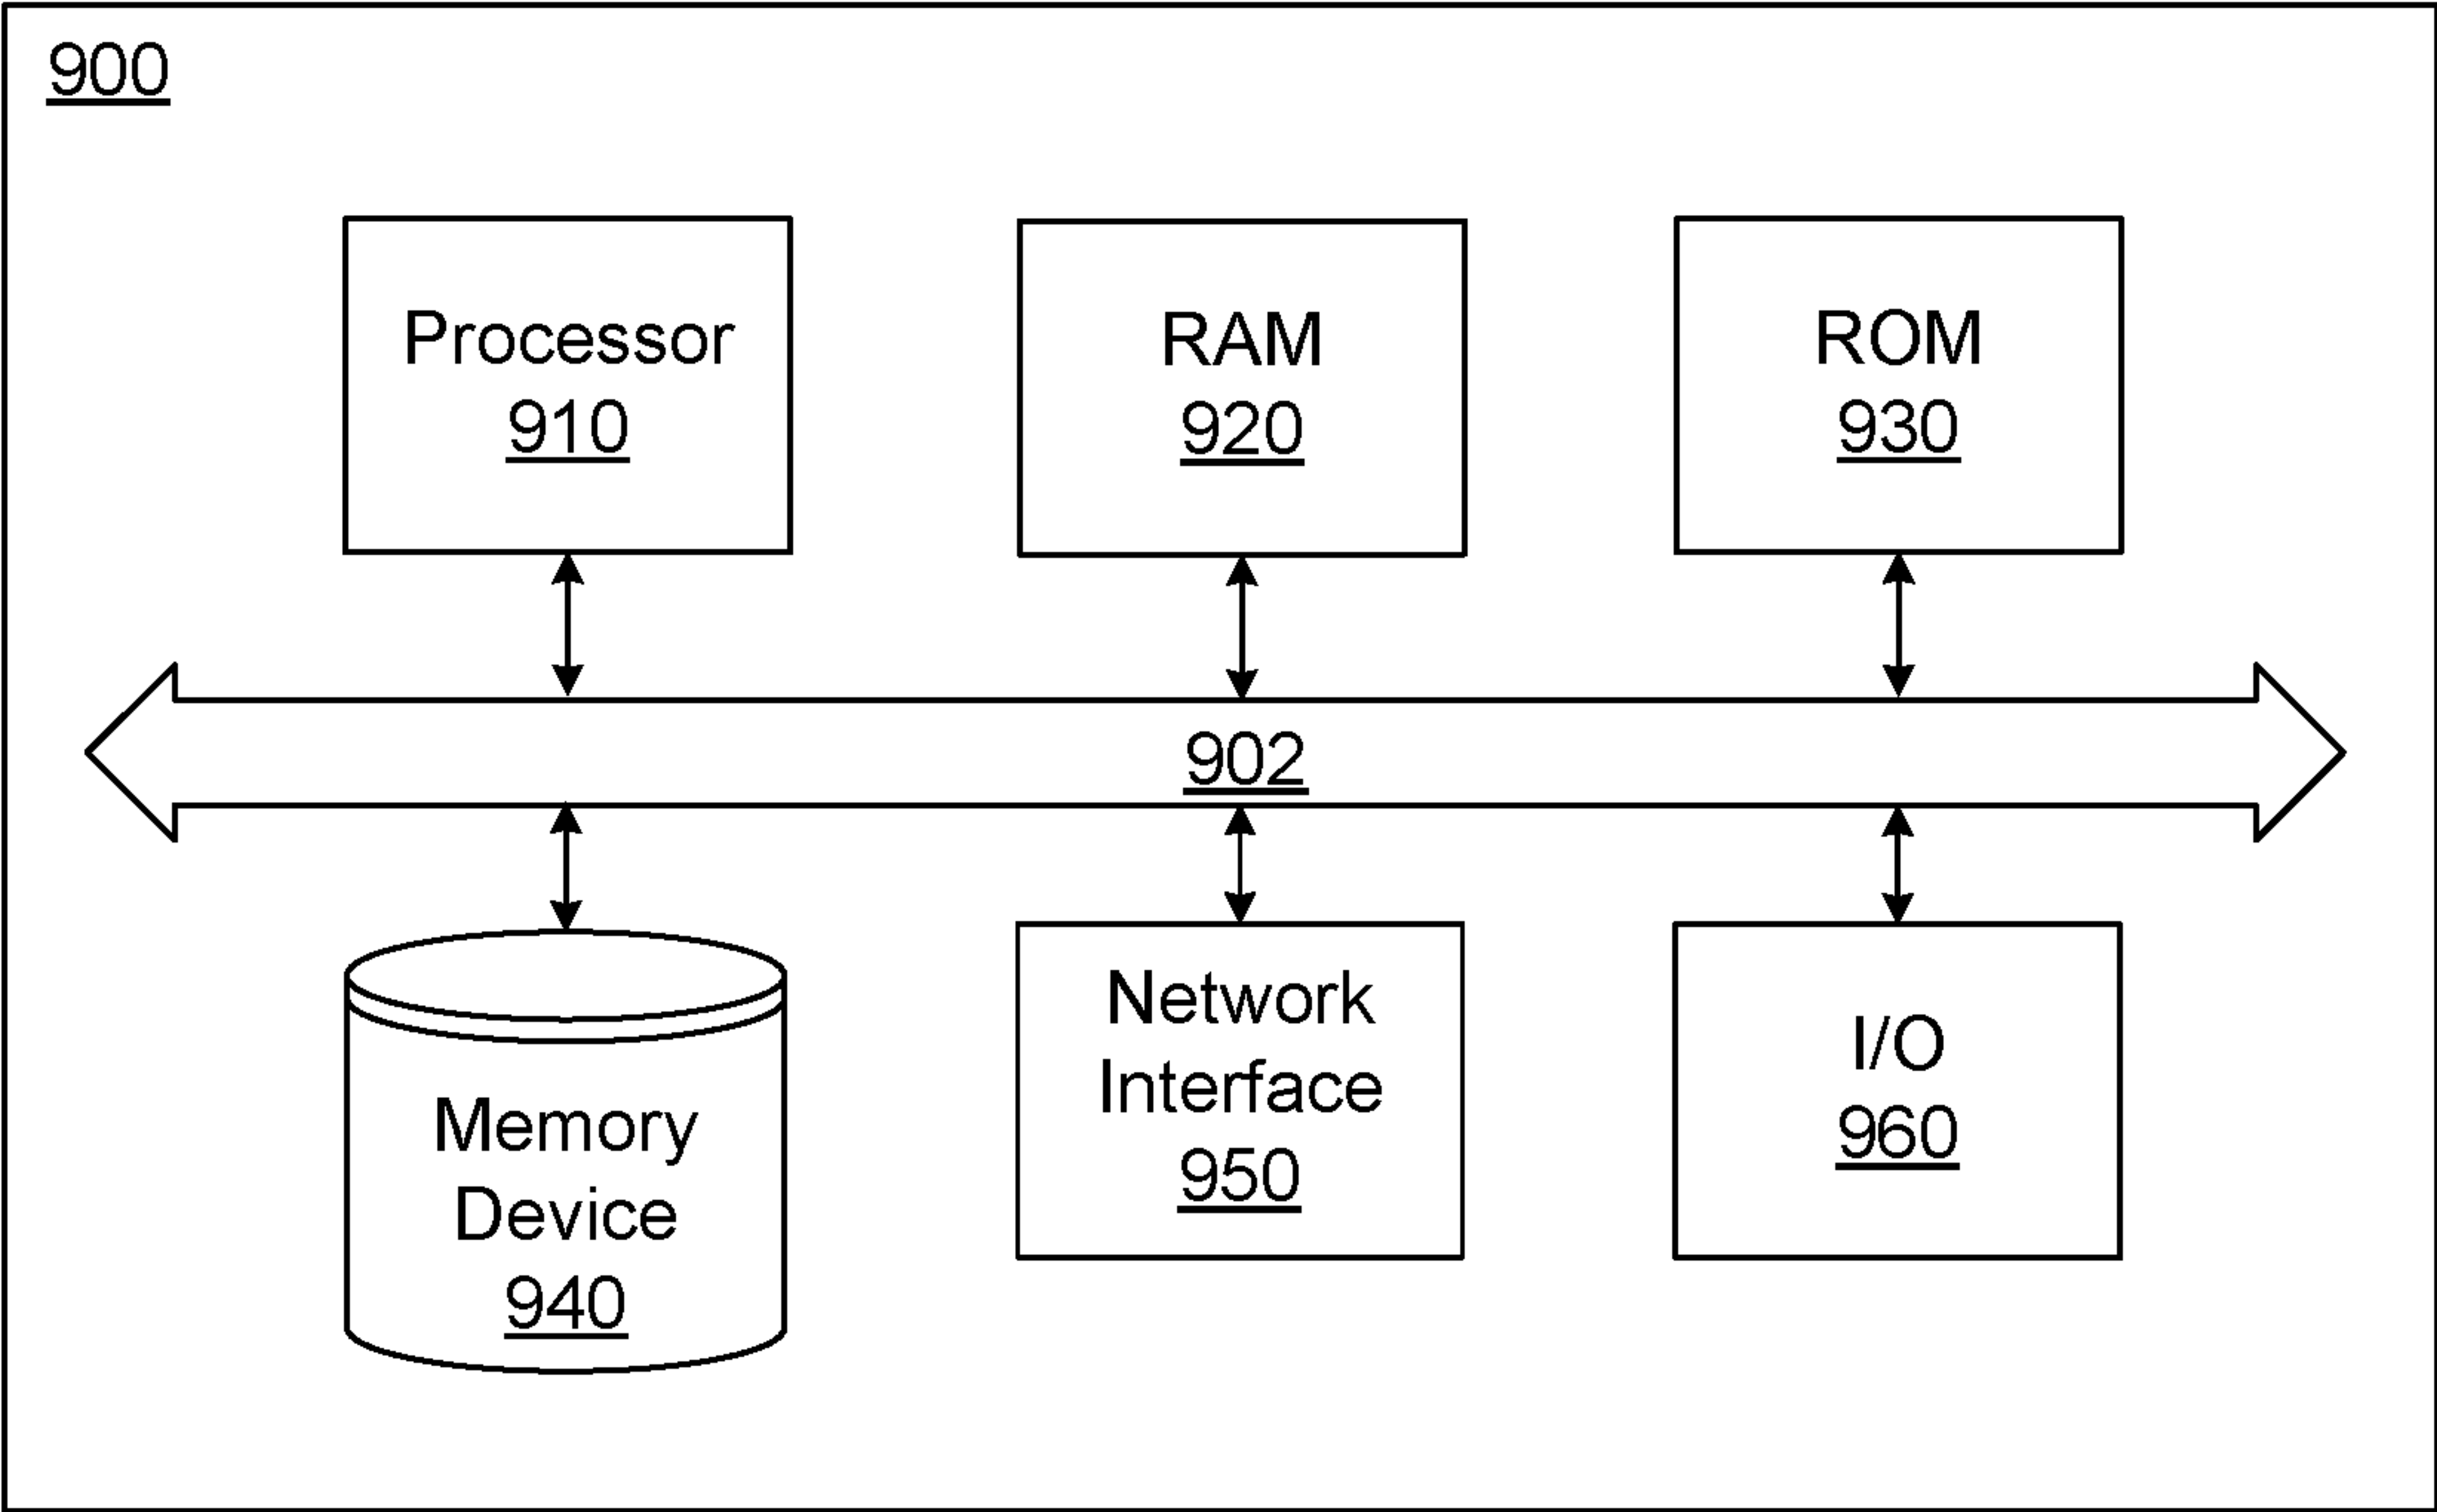 900
Processor
910
RAM
920
ROM
930
902
Memory
Device
940
Network
Interface
950
I/O
960